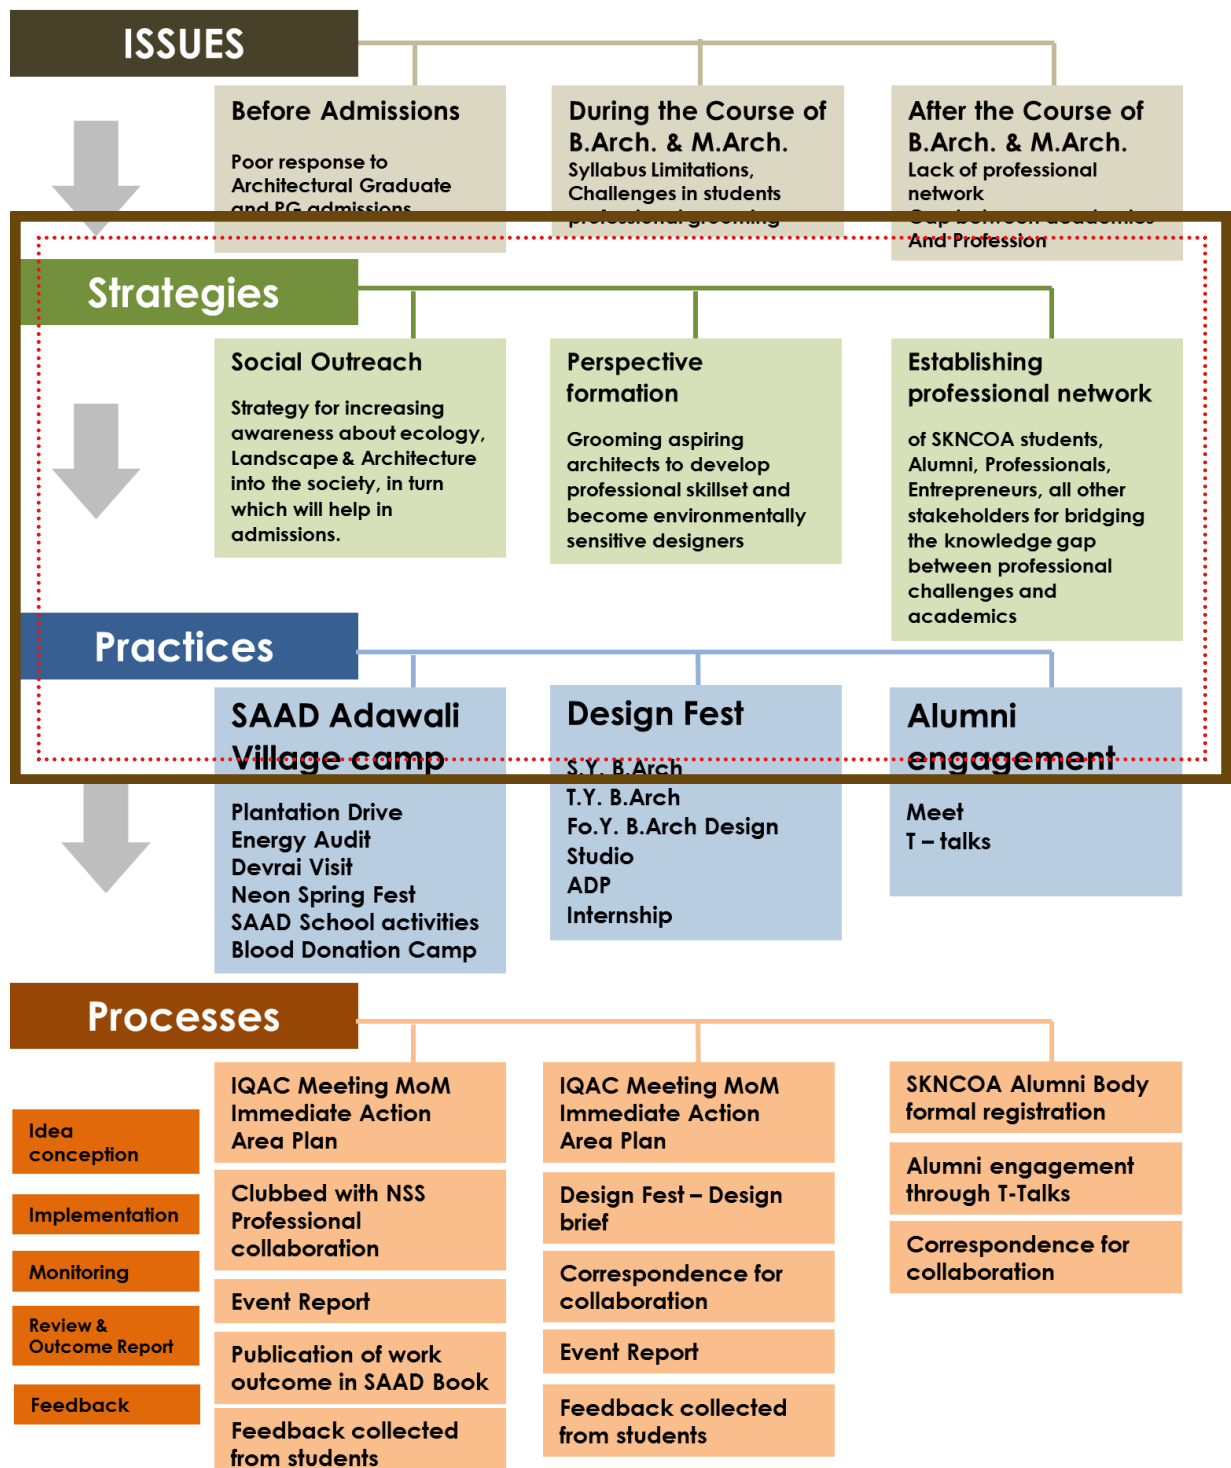 ISSUES
Before Admissions
Poor response to
Architectural Graduate
and PG admissions
During the Course of
B.Arch. & M.Arch.
Syllabus Limitations,
Challenges in students
professional grooming
After the Course of
B.Arch. & M.Arch.
Lack of professional
network
Gap between academics
And Profession
Strategies
Social Outreach
Strategy for increasing
awareness about ecology,
Landscape & Architecture
into the society, in turn
which will help in
admissions.
Perspective
formation
Grooming aspiring
architects to develop
professional skillset and
become environmentally
sensitive designers
Establishing
professional network
of SKNCOA students,
Alumni, Professionals,
Entrepreneurs, all other
stakeholders for bridging
the knowledge gap
between professional
challenges and
academics
Practices
SAAD Adawali
Village camp
Plantation Drive
Energy Audit
Devrai Visit
Neon Spring Fest
SAAD School activities
Blood Donation Camp
Design Fest
S.Y. B.Arch
T.Y. B.Arch
Fo.Y. B.Arch Design
Studio
ADP
Internship
Alumni
engagement
Meet
T – talks
Processes
Idea
conception
Implementation
Monitoring
Review &
Outcome Report
Feedback
IQAC Meeting MoM
Immediate Action
Area Plan
Clubbed with NSS
Professional
collaboration
Event Report
Publication of work
outcome in SAAD Book
Feedback collected
from students
IQAC Meeting MoM
Immediate Action
Area Plan
Design Fest – Design
brief
Correspondence for
collaboration
Event Report
Feedback collected
from students
SKNCOA Alumni Body
formal registration
Alumni engagement
through T-Talks
Correspondence for
collaboration